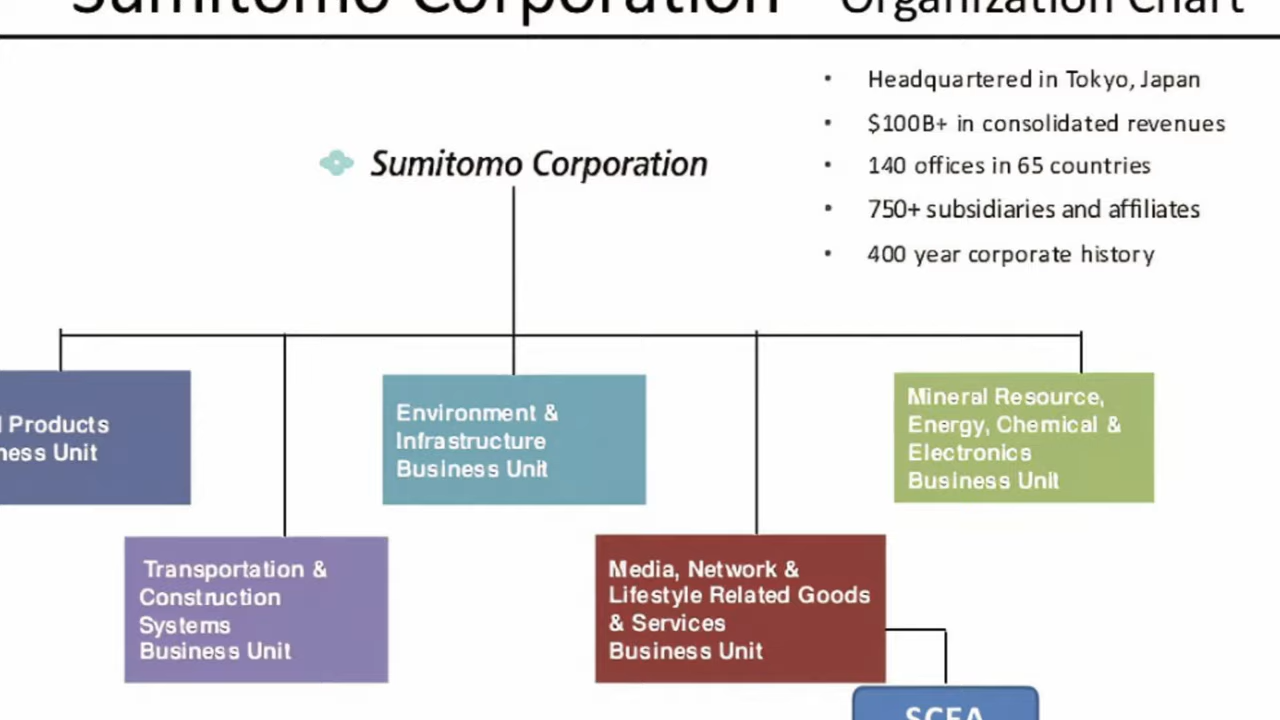 Sumitomo Corporation Organization Chart
• Headquartered in Tokyo, Japan
• $100B+ in consolidated revenues
• 140 offices in 65 countries
• 750+ subsidiaries and affiliates
• 400 year corporate history
Sumitomo Corporation
Products
Unit
Environment &
Infrastructure
Business Unit
Mineral Resource,
Energy, Chemical &
Electronics
Business Unit
Transportation &
Construction
Systems
Business Unit
Media, Network &
Lifestyle Related Goods
& Services
Business Unit